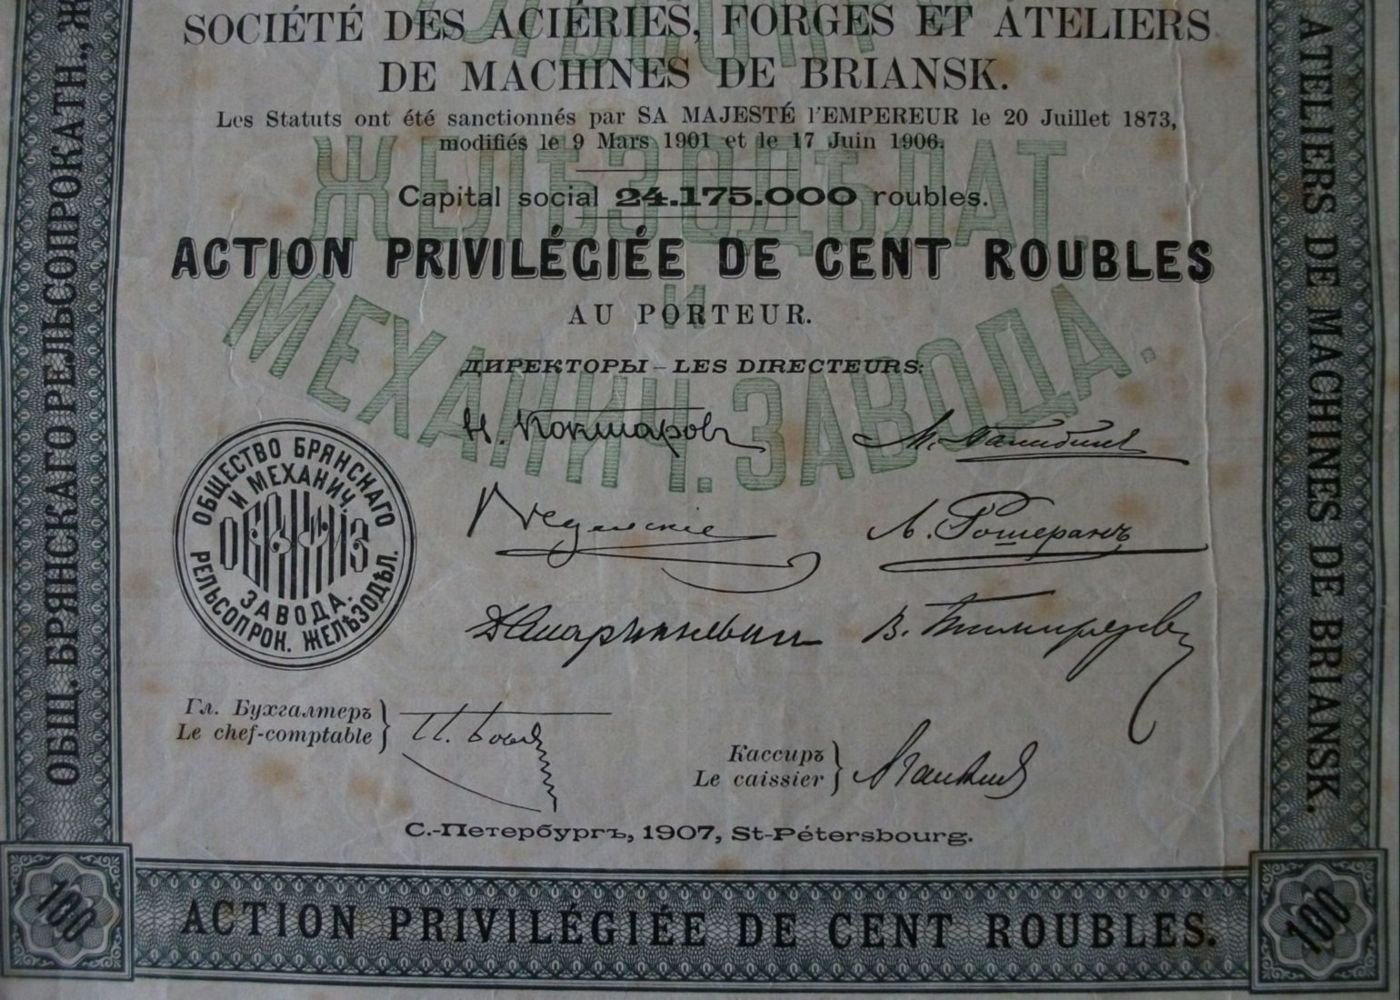 SOCIÉTÉ DES ACIÉRIES, FORGES ET ATELIERS
DE MACHINES DE BRIANSK.
Les Statuts ont été sanctionnés par SA MAJESTÉ l'EMPEREUR le 20 Juillet 1873,
modifiés le 9 Mars 1901 et le 17 Juin 1906.
ЖЕЛѢЗОДѢЛАТ.
Capital social 24.175.000 roubles.
ACTION PRIVILÉGIÉE DE CENT ROUBLES
И
AU PORTEUR.
МЕХАНИЧ. ЗАВОДА.
ДИРЕКТОРЫ – LES DIRECTEURS:
Н. Кокшаровъ
Л. Рошеранъ
В. Тимирязевъ
ОБЩЕСТВО БРЯНСКАГО
И МЕХАНИЧ.
ЗАВОДА.
РЕЛЬСОПРОК. ЖЕЛѢЗОДѢЛ.
Гл. Бухгалтеръ
Le chef-comptable
Кассиръ
Le caissier
С.-Петербургъ, 1907, St-Pétersbourg.
ОБЩ. БРЯНСКАГО РЕЛЬСОПРОКАТН., Ж
ATELIERS DE MACHINES DE BRIANSK.
100
ACTION PRIVILÉGIÉE DE CENT ROUBLES.
100